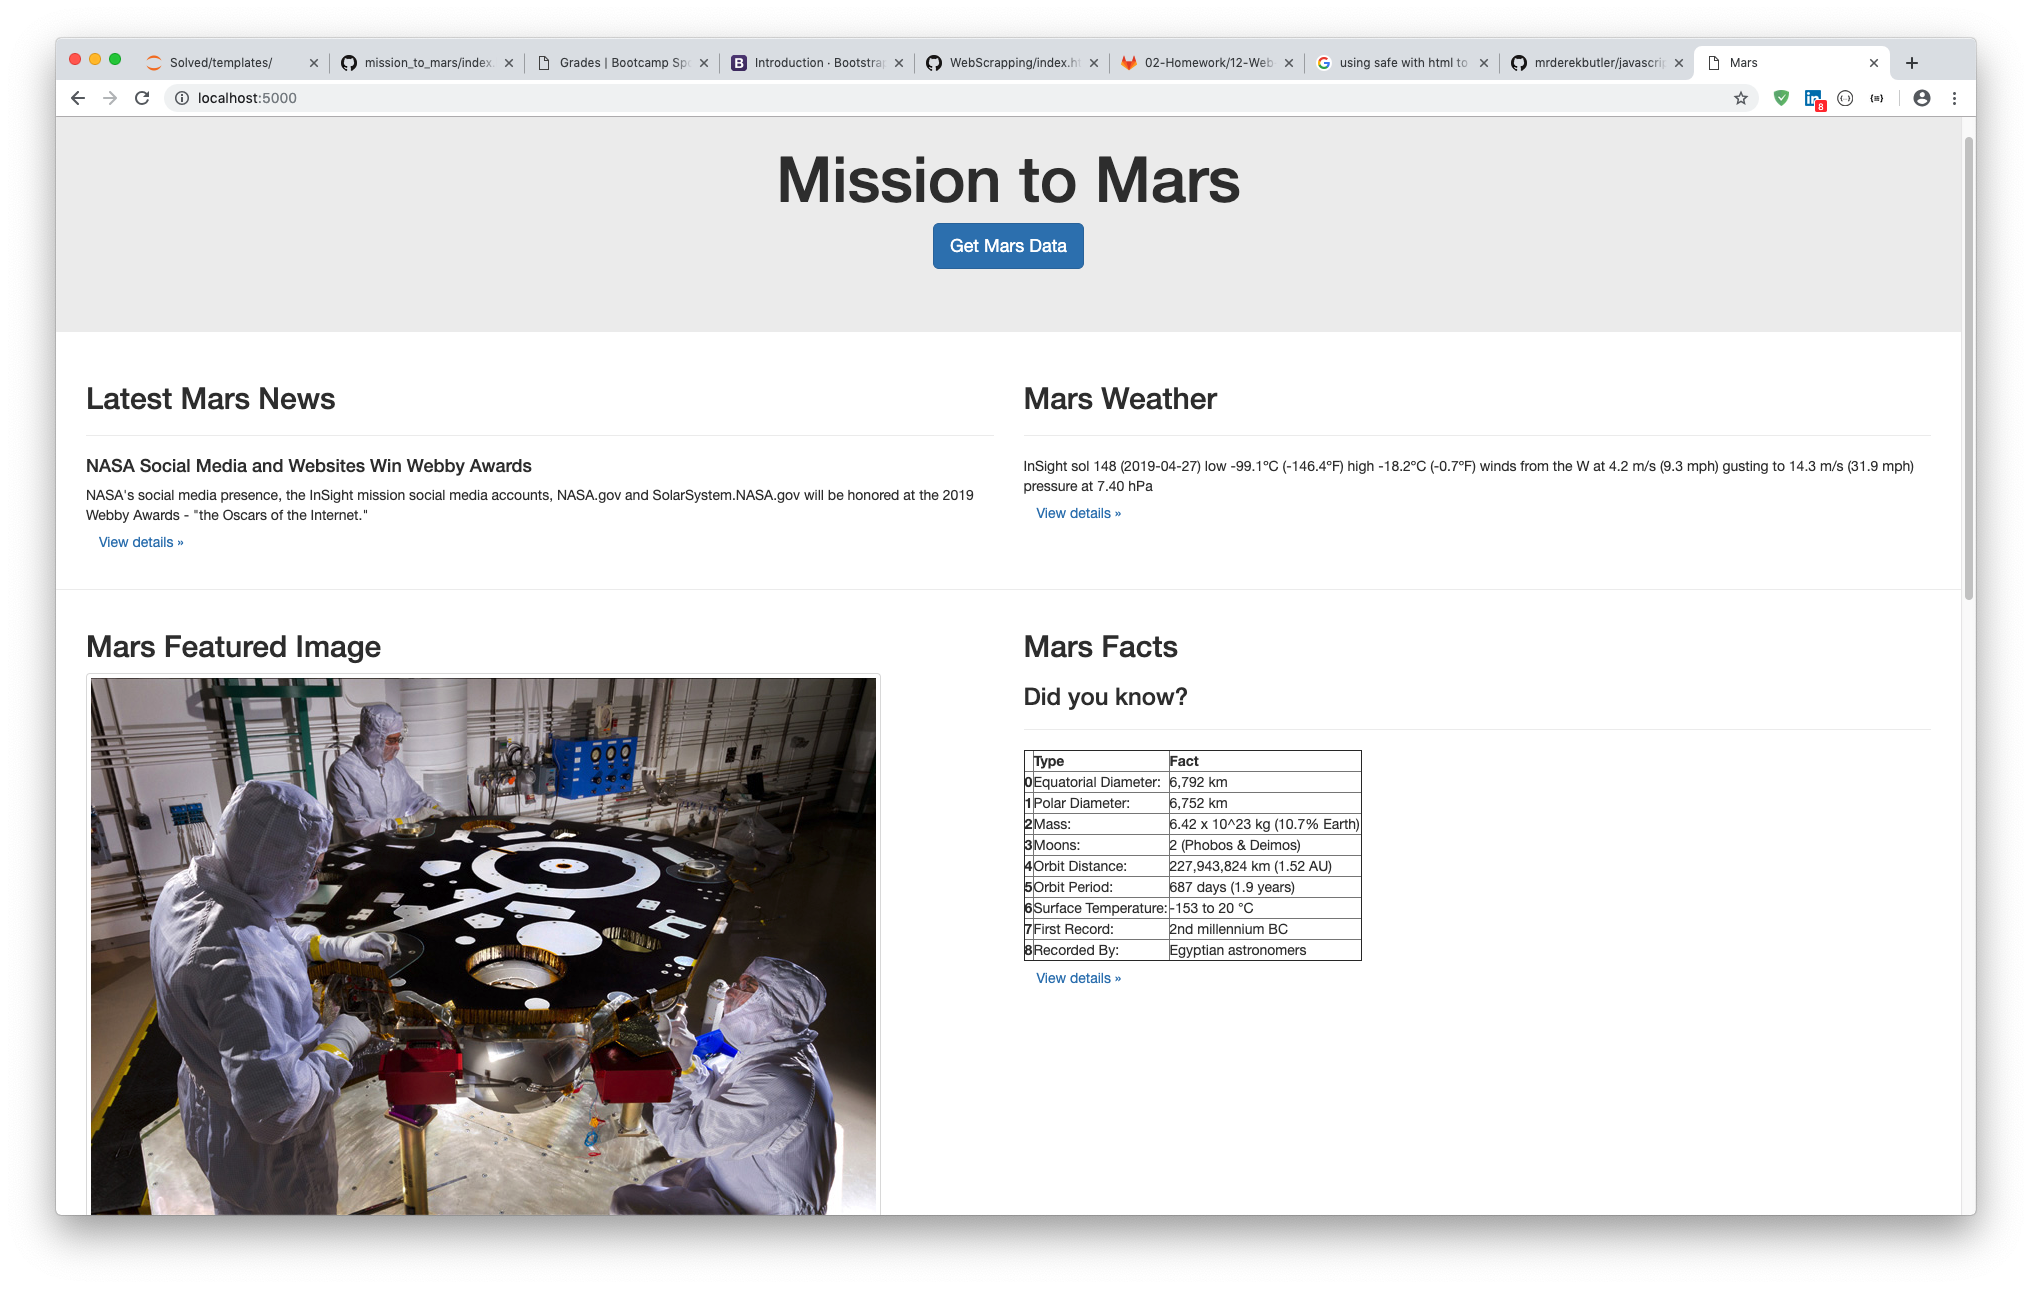 Solved/templates/
mission_to_mars/index.
Grades | Bootcamp Spo
Introduction · Bootstrap
WebScrapping/index.ht
02-Homework/12-Web-
using safe with html to
mrderekbutler/javascrip
Mars
localhost:5000
8
Mission to Mars
Get Mars Data
Latest Mars News
NASA Social Media and Websites Win Webby Awards
NASA's social media presence, the InSight mission social media accounts, NASA.gov and SolarSystem.NASA.gov will be honored at the 2019
Webby Awards - "the Oscars of the Internet."
View details »
Mars Weather
InSight sol 148 (2019-04-27) low -99.1ºC (-146.4ºF) high -18.2ºC (-0.7ºF) winds from the W at 4.2 m/s (9.3 mph) gusting to 14.3 m/s (31.9 mph)
pressure at 7.40 hPa
View details »
Mars Featured Image
Mars Facts
Did you know?
Type Fact
0 Equatorial Diameter: 6,792 km
1 Polar Diameter: 6,752 km
2 Mass: 6.42 x 10^23 kg (10.7% Earth)
3 Moons: 2 (Phobos & Deimos)
4 Orbit Distance: 227,943,824 km (1.52 AU)
5 Orbit Period: 687 days (1.9 years)
6 Surface Temperature: -153 to 20 °C
7 First Record: 2nd millennium BC
8 Recorded By: Egyptian astronomers
View details »